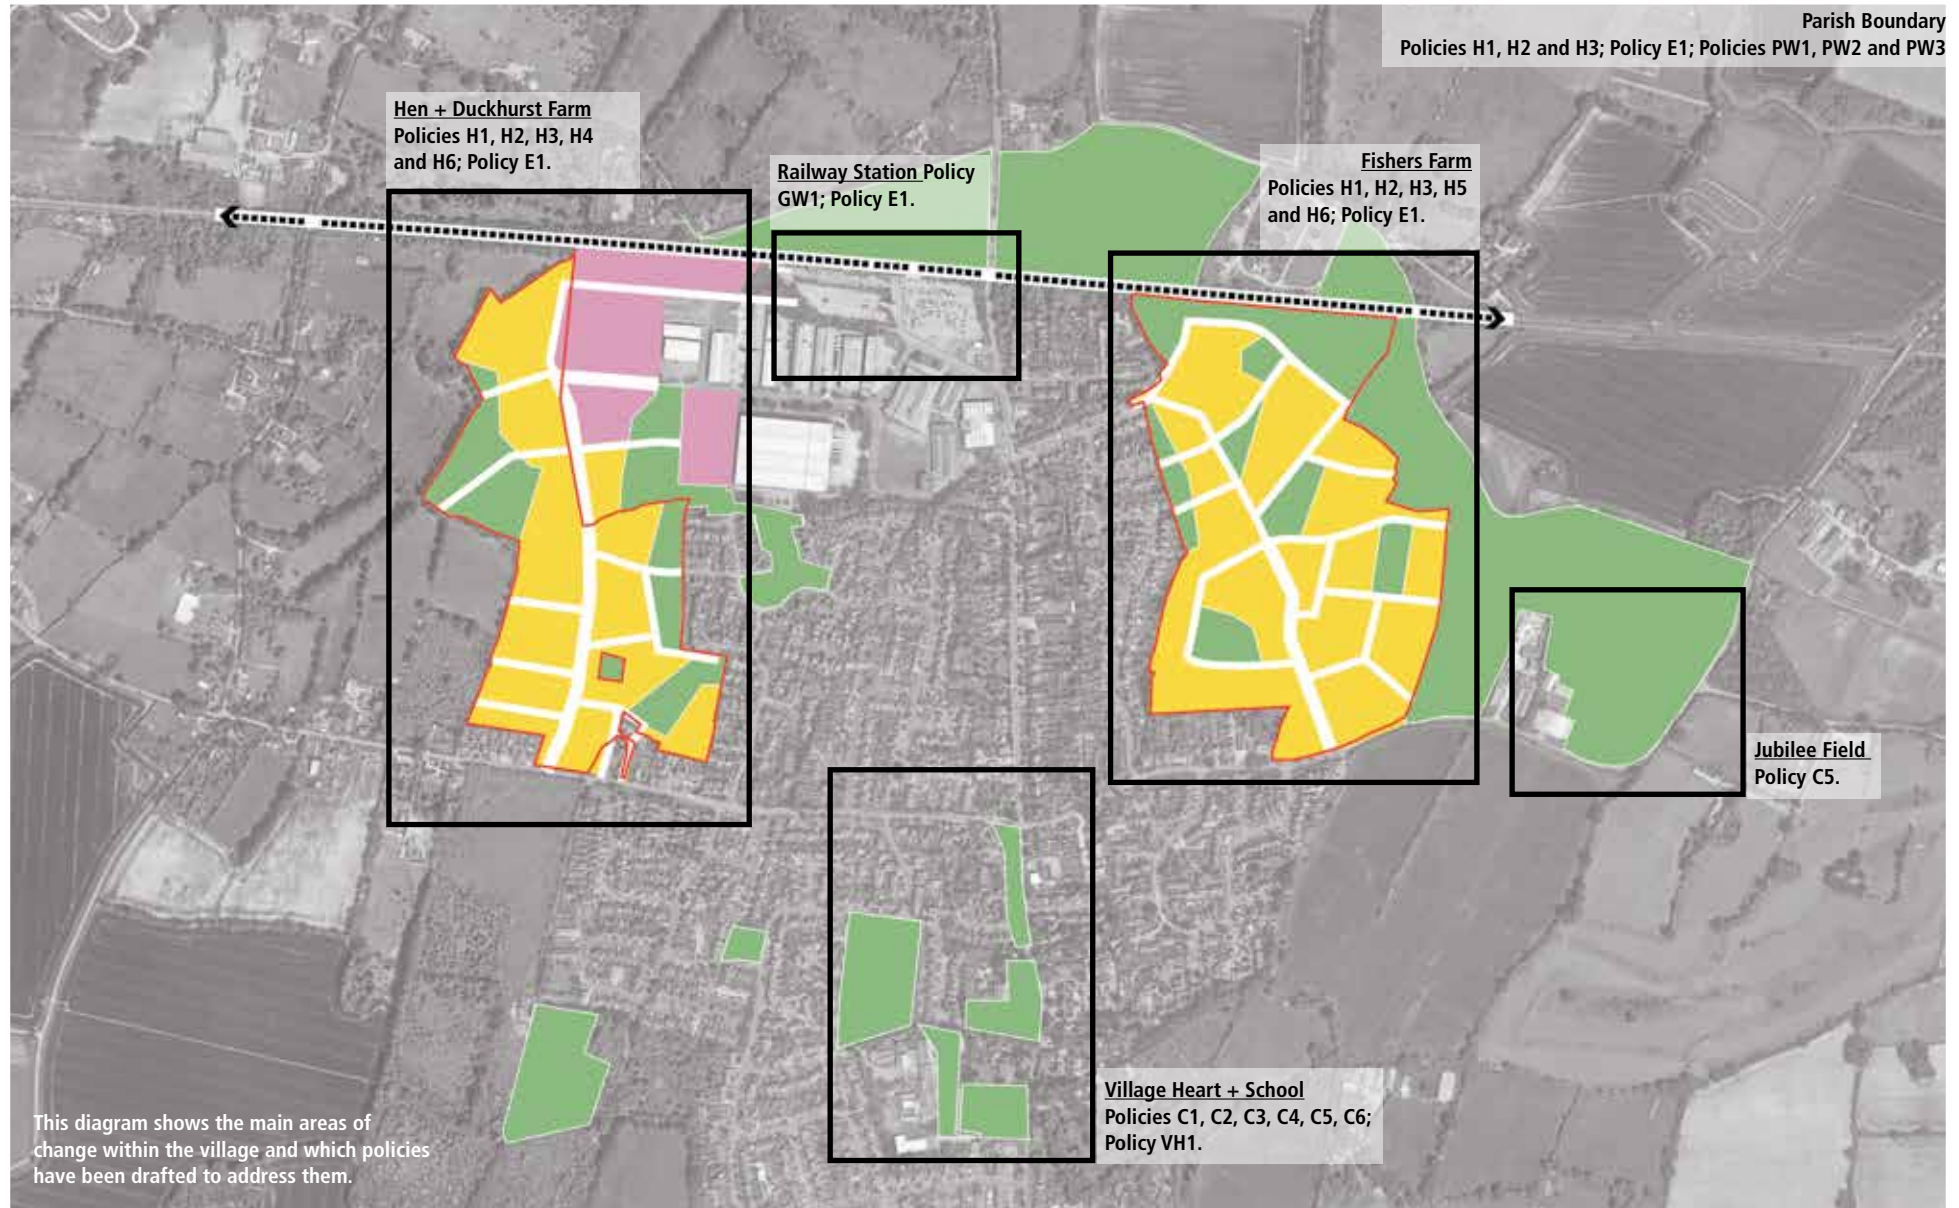 Parish Boundary
Policies H1, H2 and H3; Policy E1; Policies PW1, PW2 and PW3
Hen + Duckhurst Farm
Policies H1, H2, H3, H4
and H6; Policy E1.
Railway Station Policy
GW1; Policy E1.
Fishers Farm
Policies H1, H2, H3, H5
and H6; Policy E1.
Jubilee Field
Policy C5.
Village Heart + School
Policies C1, C2, C3, C4, C5, C6;
Policy VH1.
This diagram shows the main areas of
change within the village and which policies
have been drafted to address them.